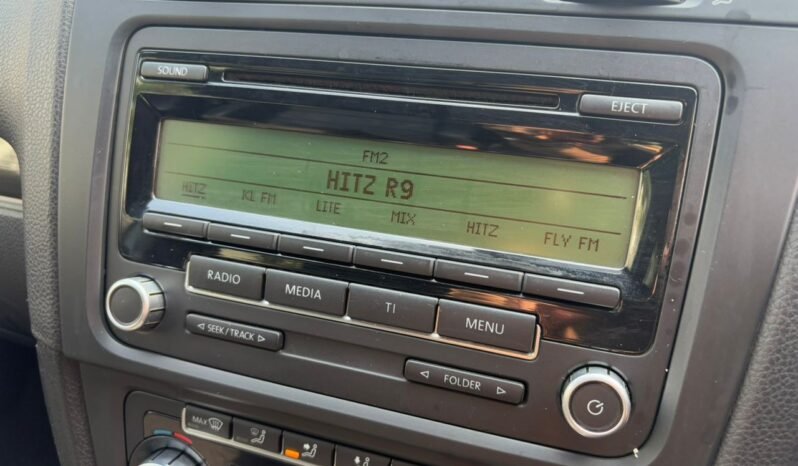 SOUND
EJECT
FM2
HITZ R9
HITZ KL FM LITE MIX HITZ FLY FM
RADIO MEDIA TI MENU
◁ SEEK/TRACK ▷
◁ FOLDER ▷
MAX